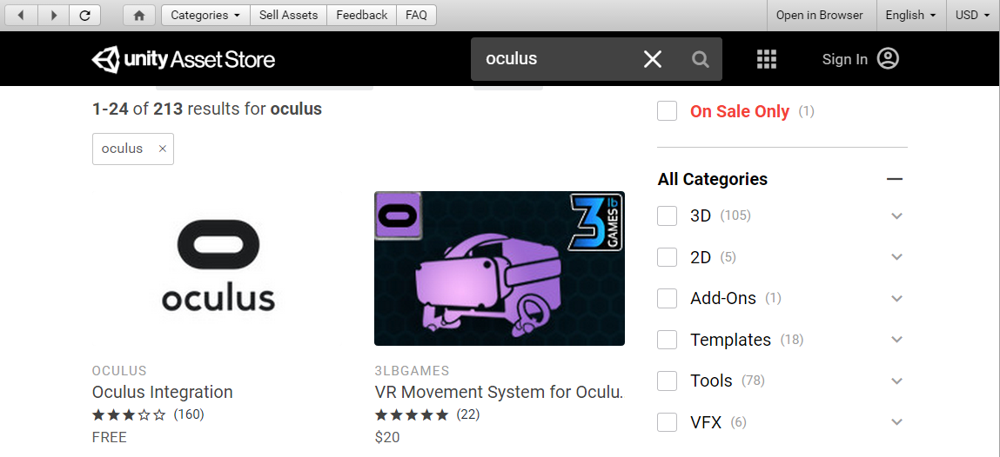 Categories Sell Assets Feedback FAQ Open in Browser English USD
unity Asset Store oculus Sign In
1-24 of 213 results for oculus
oculus ×
oculus
3 lb GAMES
OCULUS
Oculus Integration
(160)
FREE
3LBGAMES
VR Movement System for Oculu.
(22)
$20
On Sale Only (1)
All Categories
3D (105)
2D (5)
Add-Ons (1)
Templates (18)
Tools (78)
VFX (6)